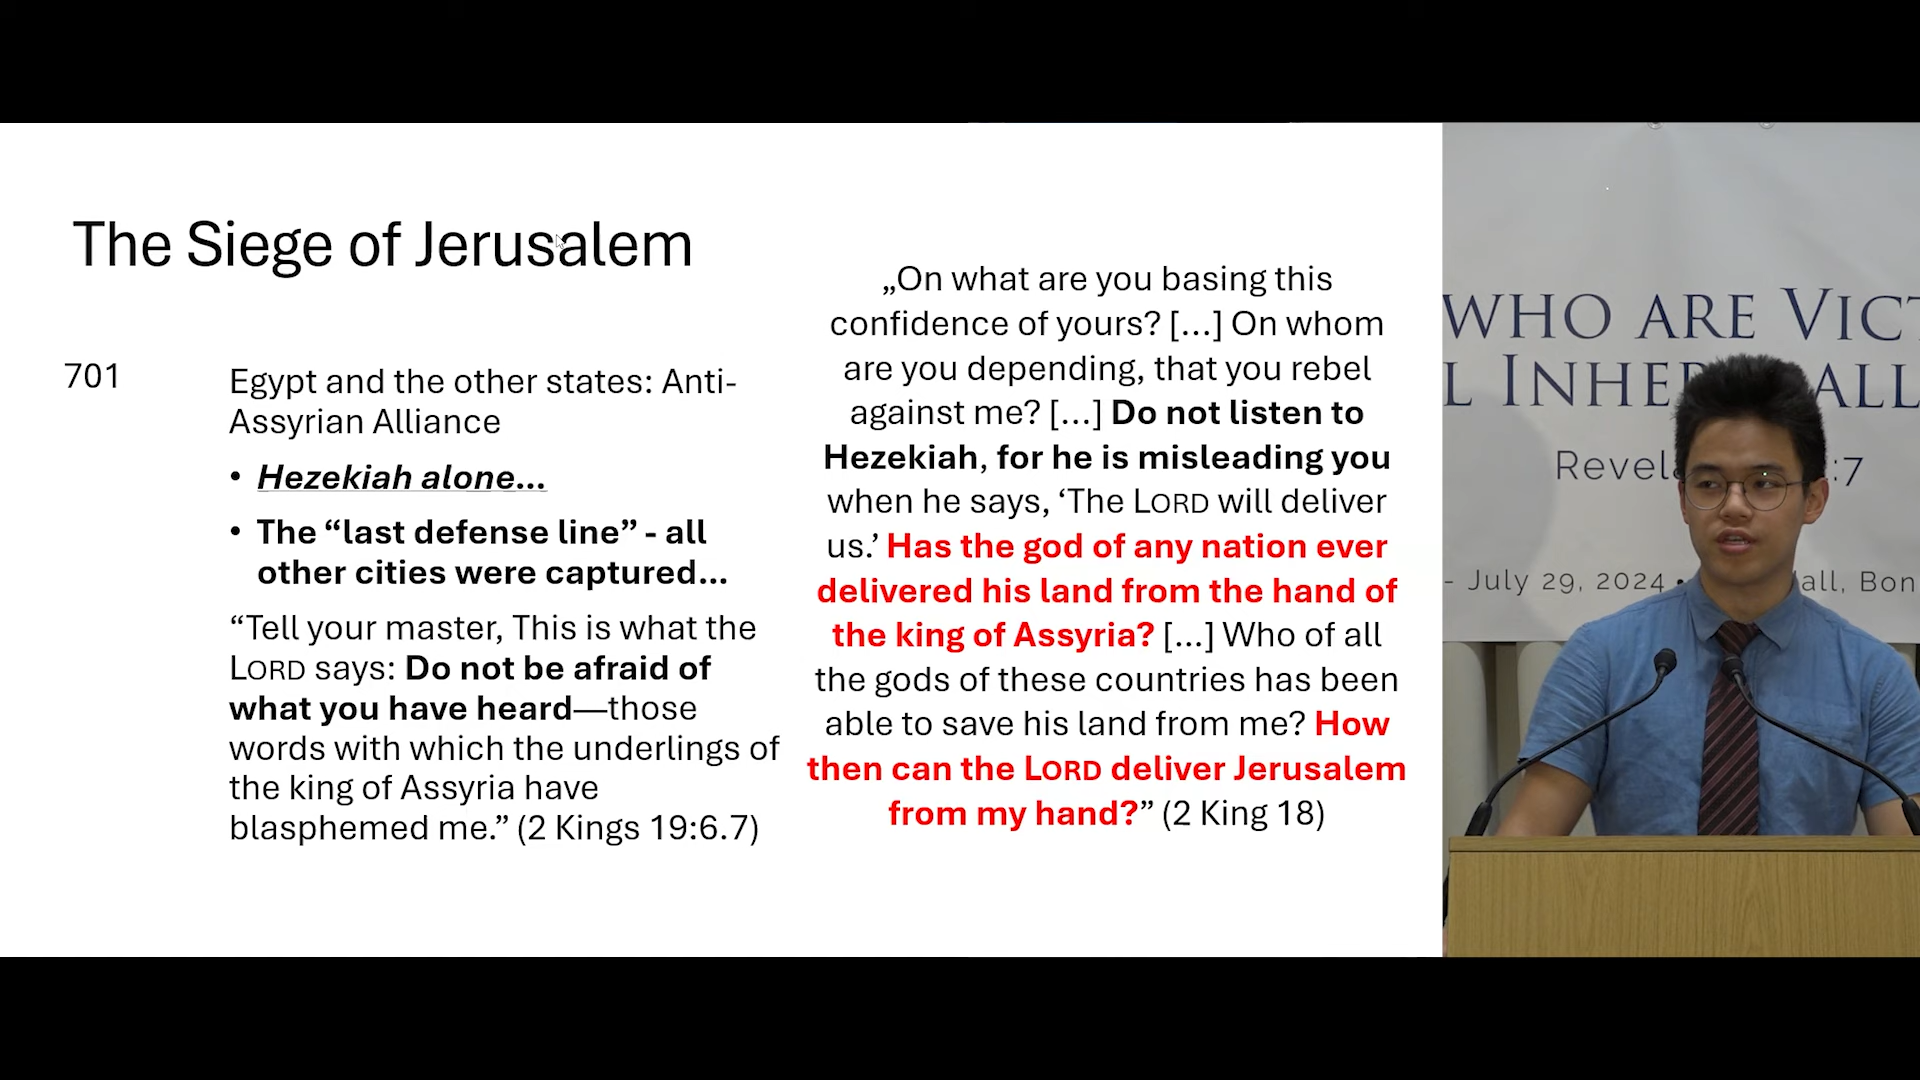 The Siege of Jerusalem
701
Egypt and the other states: Anti-
Assyrian Alliance
• Hezekiah alone...
• The “last defense line” - all
other cities were captured...
“Tell your master, This is what the
LORD says: Do not be afraid of
what you have heard—those
words with which the underlings of
the king of Assyria have
blasphemed me.” (2 Kings 19:6.7)
„On what are you basing this
confidence of yours? [...] On whom
are you depending, that you rebel
against me? [...] Do not listen to
Hezekiah, for he is misleading you
when he says, ‘The LORD will deliver
us.’ Has the god of any nation ever
delivered his land from the hand of
the king of Assyria? [...] Who of all
the gods of these countries has been
able to save his land from me? How
then can the LORD deliver Jerusalem
from my hand?” (2 King 18)
WHO ARE VICT
L INHER ALL
Revel :7
- July 29, 2024 • all, Bon